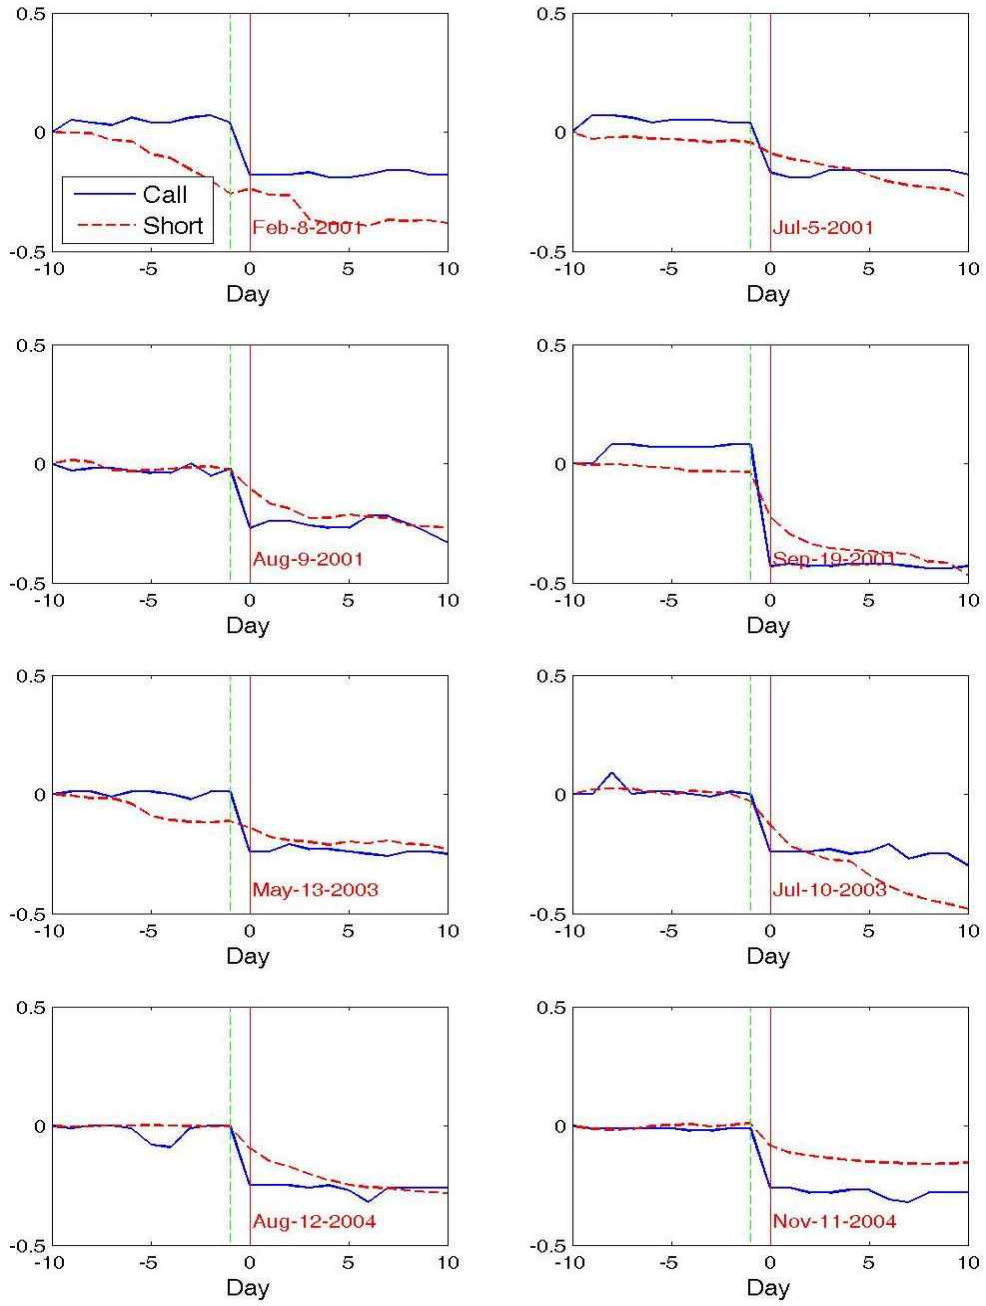 0.5 0.5
0 0
Call
Short
Feb-8-2001 Jul-5-2001
-0.5 -0.5
-10 -5 0 5 10 -10 -5 0 5 10
Day Day
0.5 0.5
0 0
Aug-9-2001 Sep-19-2001
-0.5 -0.5
-10 -5 0 5 10 -10 -5 0 5 10
Day Day
0.5 0.5
0 0
May-13-2003 Jul-10-2003
-0.5 -0.5
-10 -5 0 5 10 -10 -5 0 5 10
Day Day
0.5 0.5
0 0
Aug-12-2004 Nov-11-2004
-0.5 -0.5
-10 -5 0 5 10 -10 -5 0 5 10
Day Day